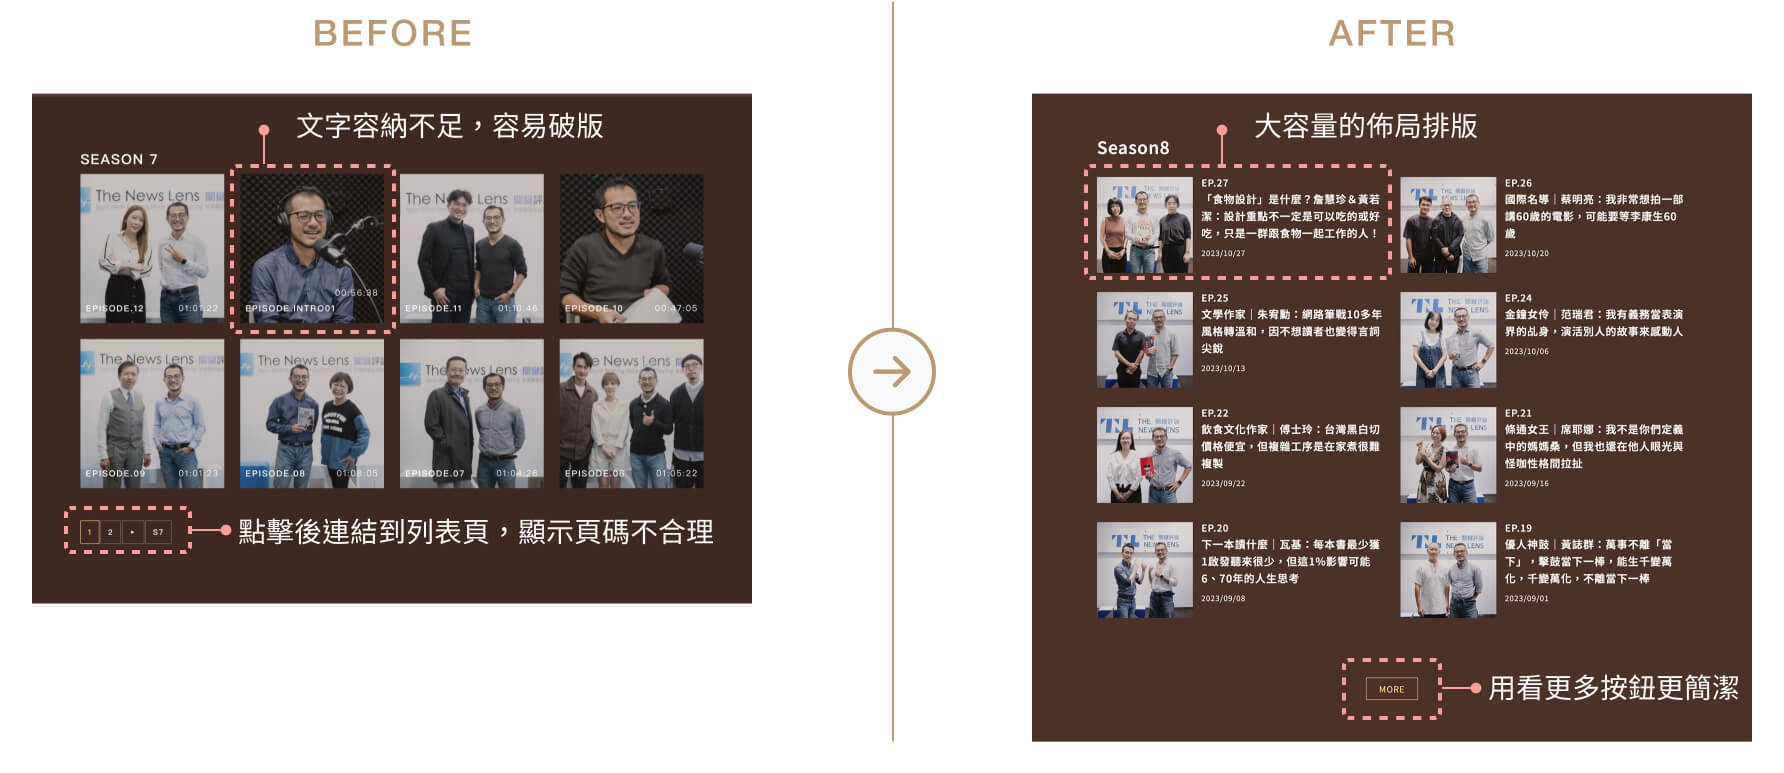 BEFORE
文字容納不足，容易破版
SEASON 7
The News Lens 關鍵評
EPISODE.12 01:01:22
00:56:38
EPISODE.INTRO01
The News Lens 關鍵評
EPISODE.11 01:10:46
EPISODE.10 00:47:05
The News Lens 關鍵
EPISODE.09 01:01:23
The News Lens 關鍵
EPISODE.08 01:08:05
The News Lens 關鍵
EPISODE.07 01:04:26
e News Lens 關
EPISODE.06 01:05:22
1 2 ▸ S7
點擊後連結到列表頁，顯示頁碼不合理
AFTER
大容量的佈局排版
Season8
EP.27
「食物設計」是什麼？詹慧珍＆黃若
潔：設計重點不一定是可以吃的或好
吃，只是一群跟食物一起工作的人！
2023/10/27
EP.26
國際名導｜蔡明亮：我非常想拍一部
講60歲的電影，可能要等李康生60
歲
2023/10/20
EP.25
文學作家｜朱宥勳：網路筆戰10多年
風格轉溫和，因不想讀者也變得言詞
尖銳
2023/10/13
EP.24
金鐘女伶｜范瑞君：我有義務當表演
界的乩身，演活別人的故事來感動人
2023/10/06
EP.22
飲食文化作家｜傅士玲：台灣黑白切
價格便宜，但複雜工序是在家煮很難
複製
2023/09/22
EP.21
條通女王｜席耶娜：我不是你們定義
中的媽媽桑，但我也還在他人眼光與
怪咖性格間拉扯
2023/09/16
EP.20
下一本讀什麼｜瓦基：每本書最少獲
1啟發聽來很少，但這1%影響可能
6、70年的人生思考
2023/09/08
EP.19
優人神鼓｜黃誌群：萬事不離「當
下」，擊鼓當下一棒，能生千變萬
化，千變萬化，不離當下一棒
2023/09/01
MORE
用看更多按鈕更簡潔